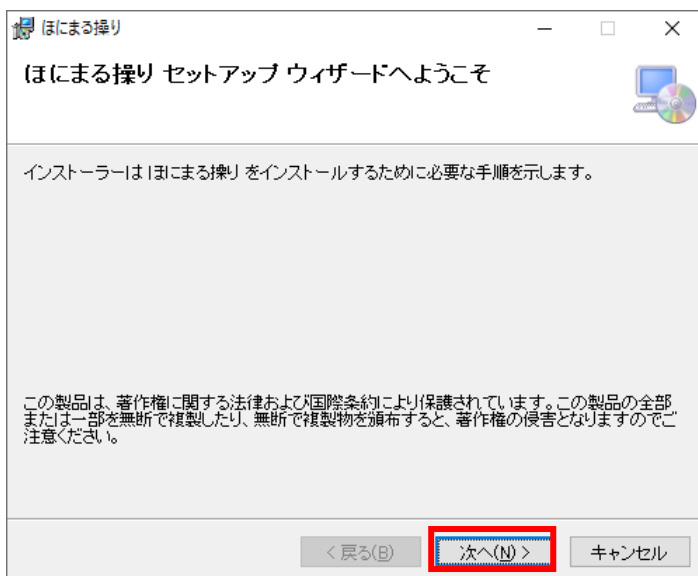 ほにまる操り
ほにまる操り セットアップ ウィザードへようこそ
インストーラーは ほにまる操り をインストールするために必要な手順を示します。
この製品は、著作権に関する法律および国際条約により保護されています。この製品の全部
または一部を無断で複製したり、無断で複製物を頒布すると、著作権の侵害となりますのでご
注意ください。
< 戻る(B) 次へ(N) > キャンセル